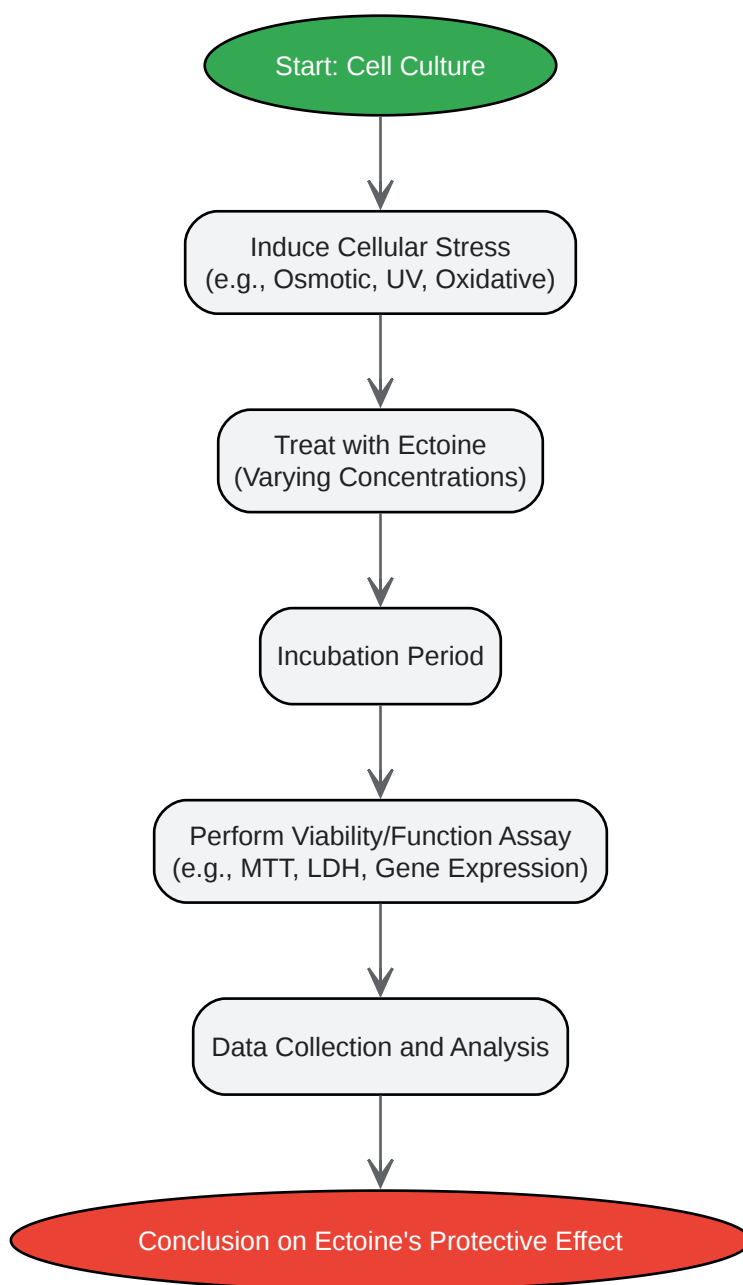 Start: Cell Culture
Induce Cellular Stress
(e.g., Osmotic, UV, Oxidative)
Treat with Ectoine
(Varying Concentrations)
Incubation Period
Perform Viability/Function Assay
(e.g., MTT, LDH, Gene Expression)
Data Collection and Analysis
Conclusion on Ectoine's Protective Effect